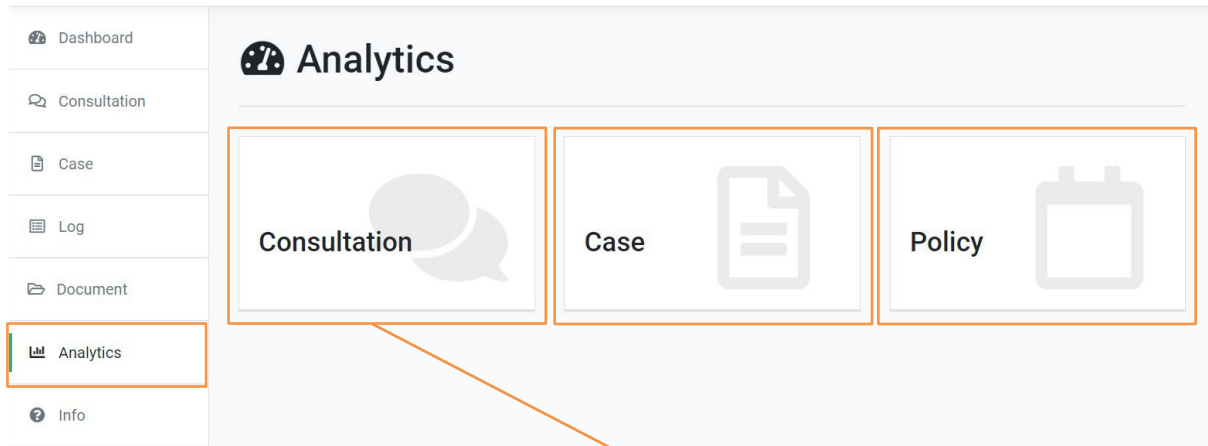 Dashboard
Consultation
Case
Log
Document
Analytics
Info
Analytics
Consultation
Case
Policy